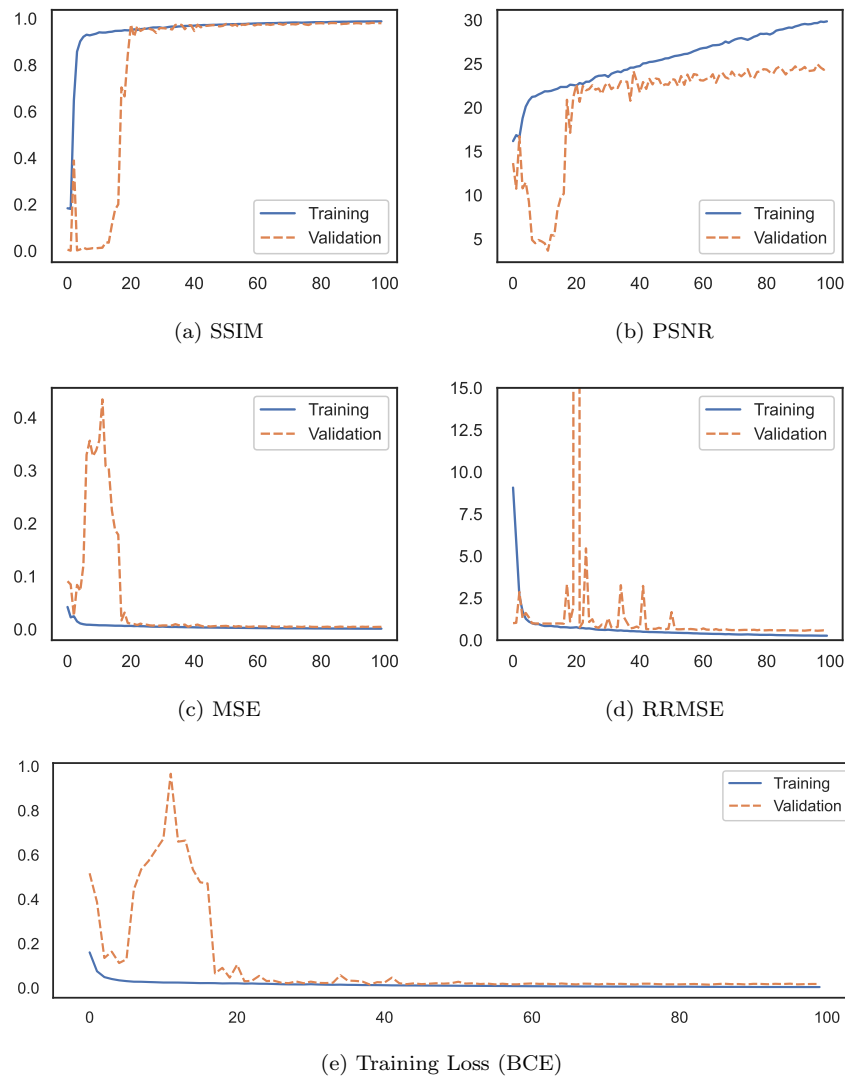 1.0
0.8
0.6
0.4
0.2
0.0
0 20 40 60 80 100
Training
Validation
(a) SSIM
30
25
20
15
10
5
0 20 40 60 80 100
Training
Validation
(b) PSNR
0.4
0.3
0.2
0.1
0.0
0 20 40 60 80 100
Training
Validation
(c) MSE
15.0
12.5
10.0
7.5
5.0
2.5
0.0
0 20 40 60 80 100
Training
Validation
(d) RRMSE
1.0
0.8
0.6
0.4
0.2
0.0
0 20 40 60 80 100
Training
Validation
(e) Training Loss (BCE)